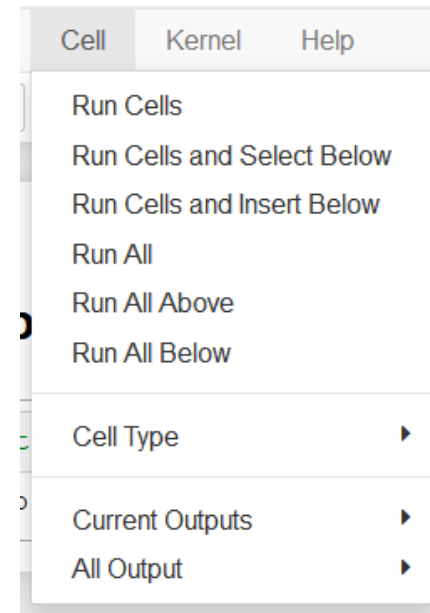 Cell Kernel Help
Run Cells
Run Cells and Select Below
Run Cells and Insert Below
Run All
Run All Above
Run All Below
Cell Type
Current Outputs
All Output